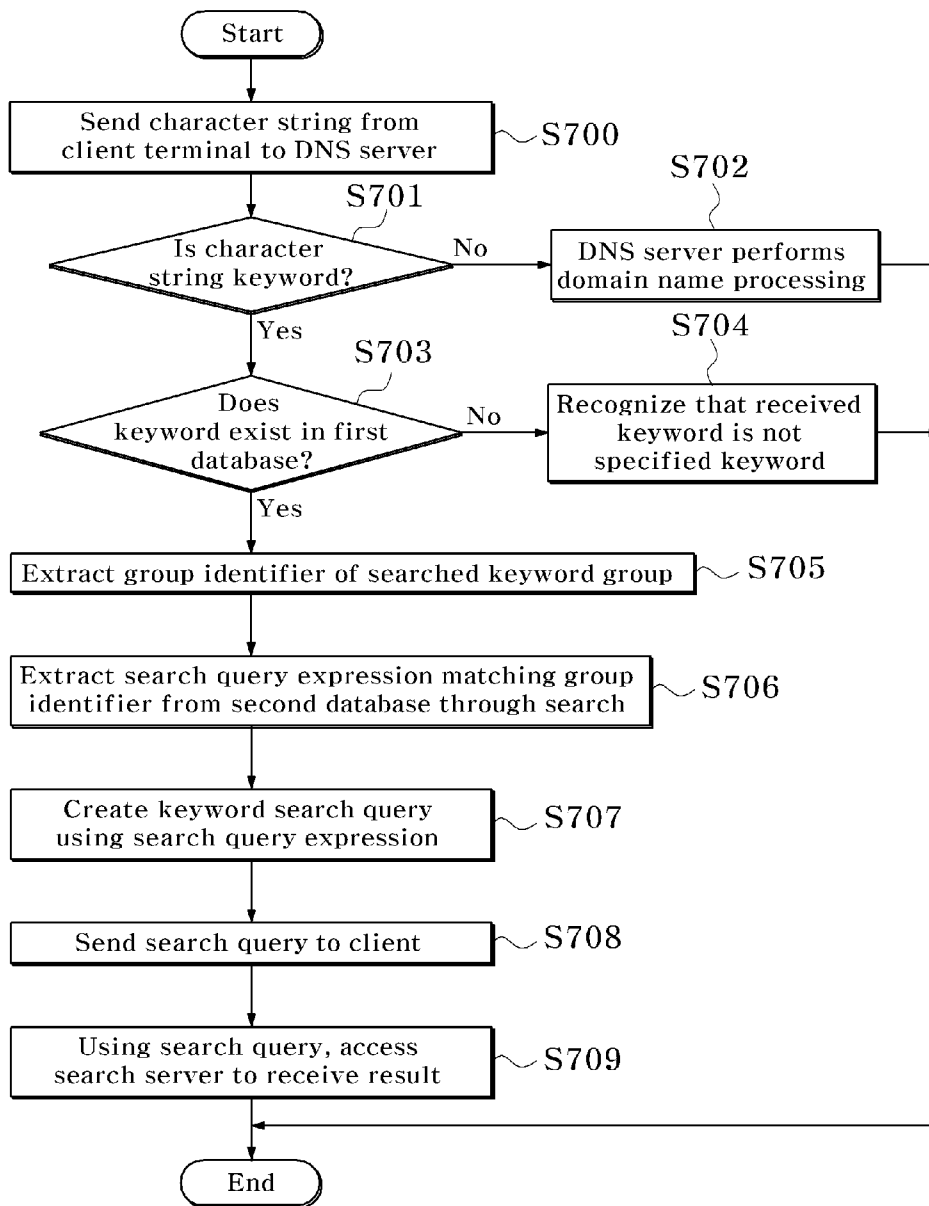 Start
Send character string from
client terminal to DNS server
S700
S701
Is character
string keyword?
No
S702
DNS server performs
domain name processing
Yes
S703
Does
keyword exist in first
database?
No
S704
Recognize that received
keyword is not
specified keyword
Yes
Extract group identifier of searched keyword group
S705
Extract search query expression matching group
identifier from second database through search
S706
Create keyword search query
using search query expression
S707
Send search query to client
S708
Using search query, access
search server to receive result
S709
End